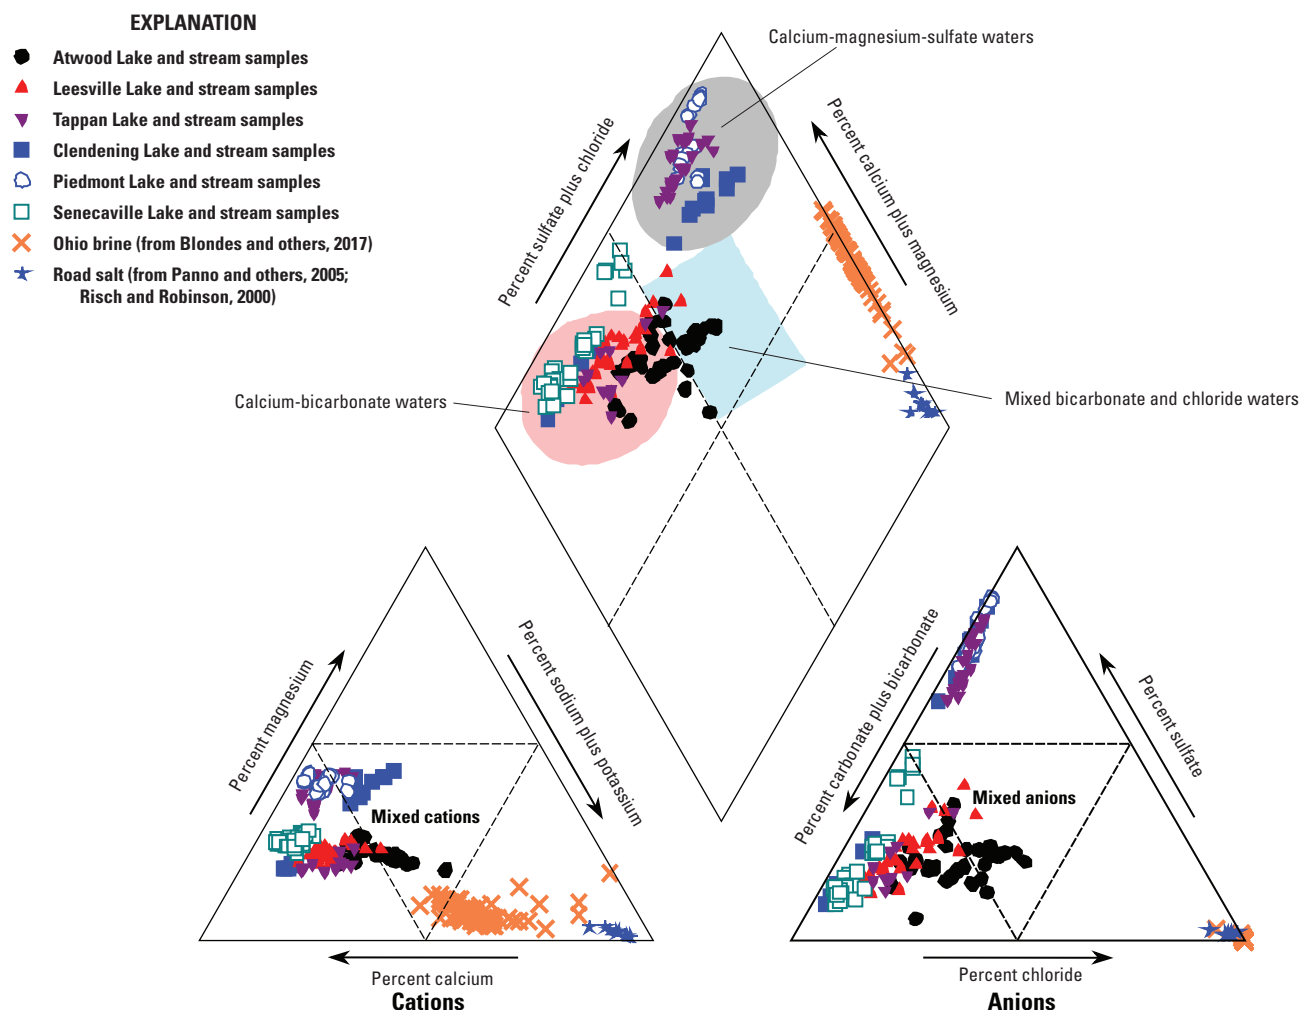 EXPLANATION
Atwood Lake and stream samples
Leesville Lake and stream samples
Tappan Lake and stream samples
Clendening Lake and stream samples
Piedmont Lake and stream samples
Senecaville Lake and stream samples
Ohio brine (from Blondes and others, 2017)
Road salt (from Panno and others, 2005;
Risch and Robinson, 2000)
Calcium-magnesium-sulfate waters
Percent sulfate plus chloride
Percent calcium plus magnesium
Calcium-bicarbonate waters
Mixed bicarbonate and chloride waters
Percent magnesium
Percent sodium plus potassium
Mixed cations
Percent calcium
Cations
Percent carbonate plus bicarbonate
Percent sulfate
Mixed anions
Percent chloride
Anions